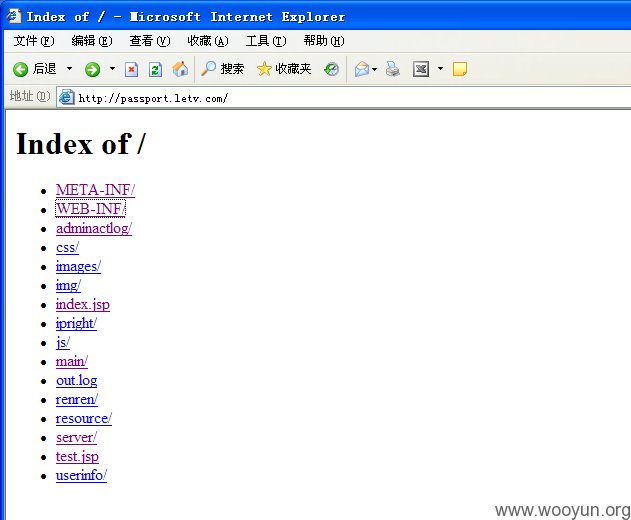 Index of / - Microsoft Internet Explorer
文件(F) 编辑(E) 查看(V) 收藏(A) 工具(T) 帮助(H)
后退 搜索 收藏夹
地址(D) http://passport.letv.com/
Index of /
META-INF/
WEB-INF/
adminactlog/
css/
images/
img/
index.jsp
ipright/
js/
main/
out.log
renren/
resource/
server/
test.jsp
userinfo/
www.wooyun.org